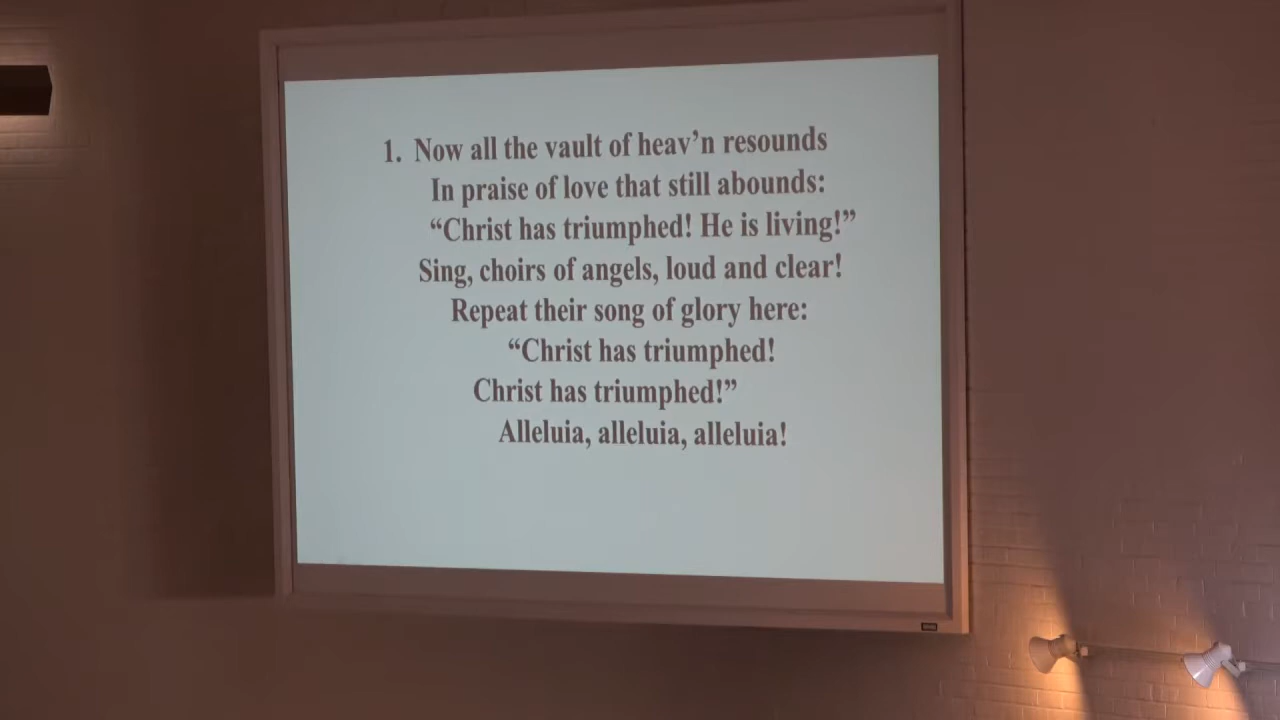 1. Now all the vault of heav’n resounds
In praise of love that still abounds:
“Christ has triumphed! He is living!”
Sing, choirs of angels, loud and clear!
Repeat their song of glory here:
“Christ has triumphed!
Christ has triumphed!”
Alleluia, alleluia, alleluia!